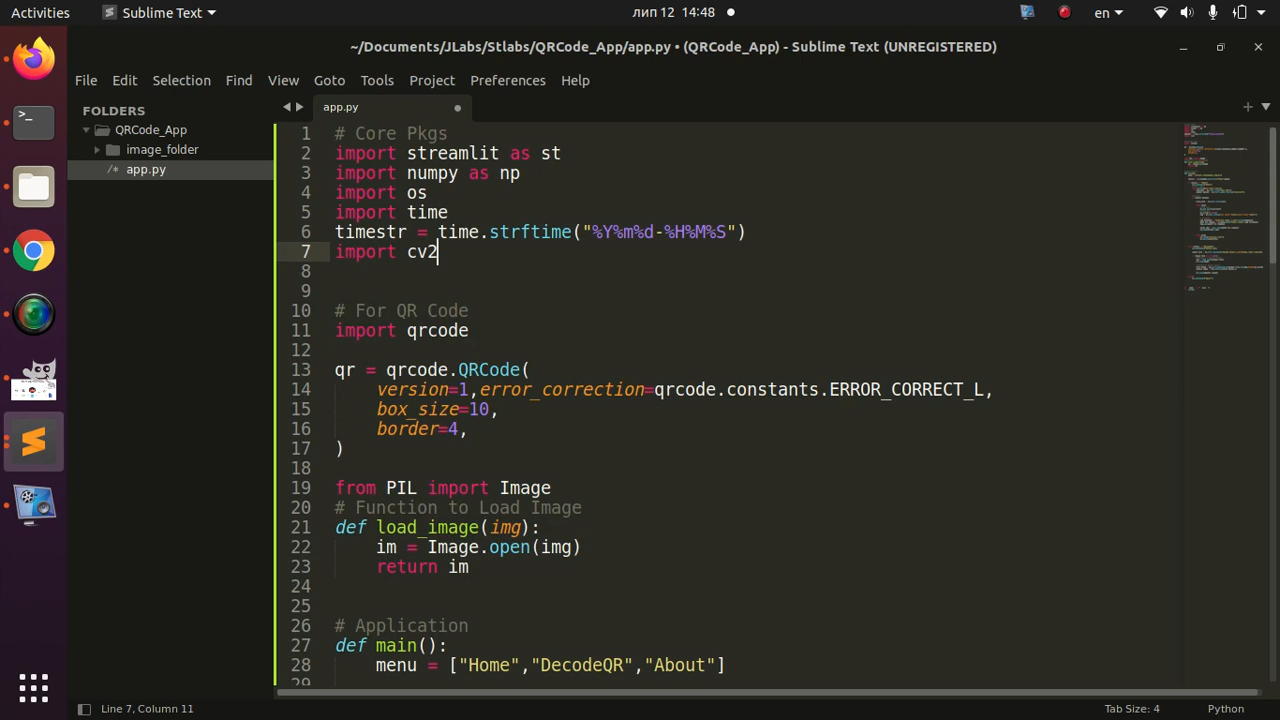 Activities
Sublime Text
лип 12 14:48
en
~/Documents/JLabs/Stlabs/QRCode_App/app.py • (QRCode_App) - Sublime Text (UNREGISTERED)
File Edit Selection Find View Goto Tools Project Preferences Help
FOLDERS
QRCode_App
image_folder
/* app.py
app.py
1 # Core Pkgs
2 import streamlit as st
3 import numpy as np
4 import os
5 import time
6 timestr = time.strftime("%Y%m%d-%H%M%S")
7 import cv2
8
9
10 # For QR Code
11 import qrcode
12
13 qr = qrcode.QRCode(
14 version=1,error_correction=qrcode.constants.ERROR_CORRECT_L,
15 box_size=10,
16 border=4,
17 )
18
19 from PIL import Image
20 # Function to Load Image
21 def load_image(img):
22 im = Image.open(img)
23 return im
24
25
26 # Application
27 def main():
28 menu = ["Home","DecodeQR","About"]
29
Line 7, Column 11
Tab Size: 4
Python